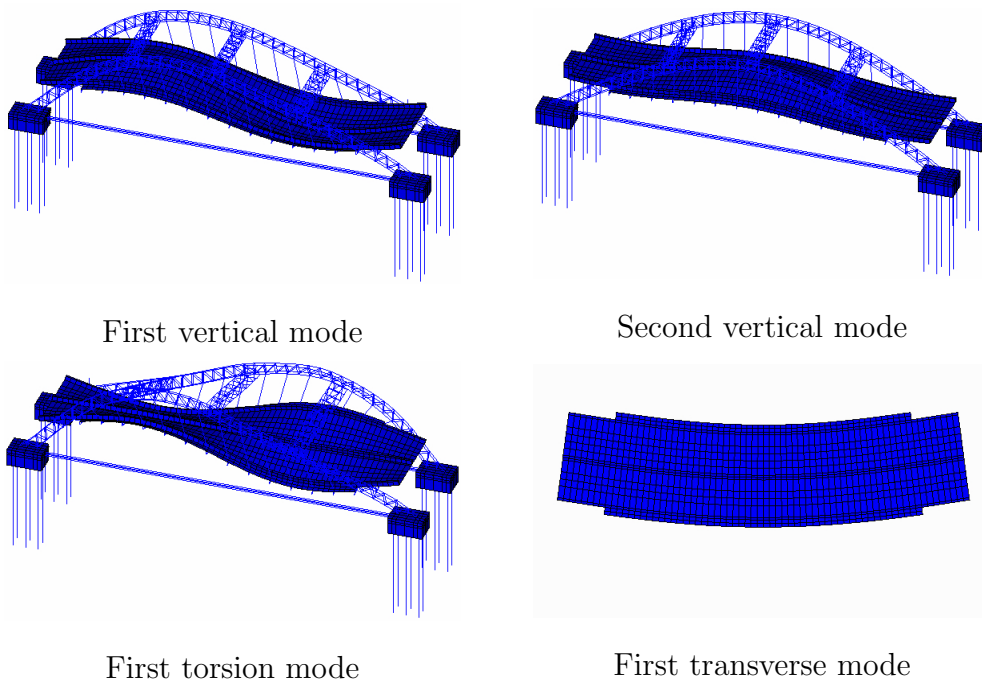 First vertical mode
Second vertical mode
First torsion mode
First transverse mode